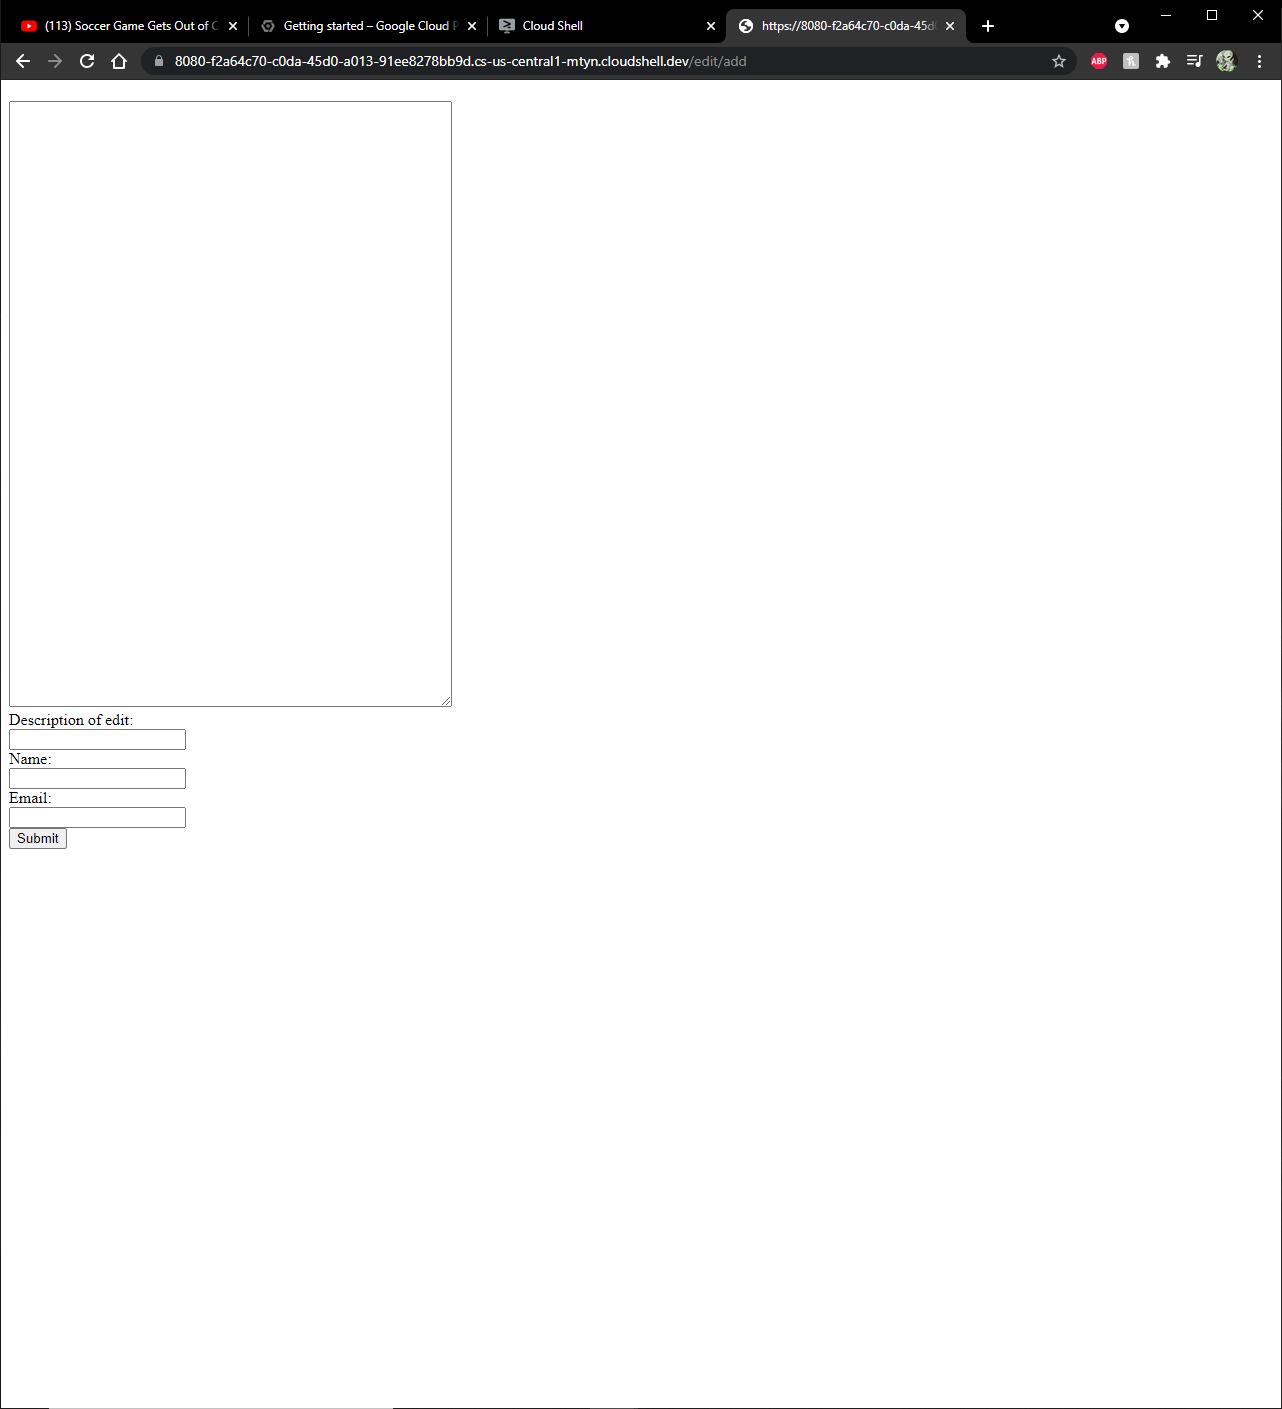 (113) Soccer Game Gets Out of C
Getting started – Google Cloud P
Cloud Shell
https://8080-f2a64c70-c0da-45d0
8080-f2a64c70-c0da-45d0-a013-91ee8278bb9d.cs-us-central1-mtyn.cloudshell.dev/edit/add
ABP
Description of edit:
Name:
Email:
Submit